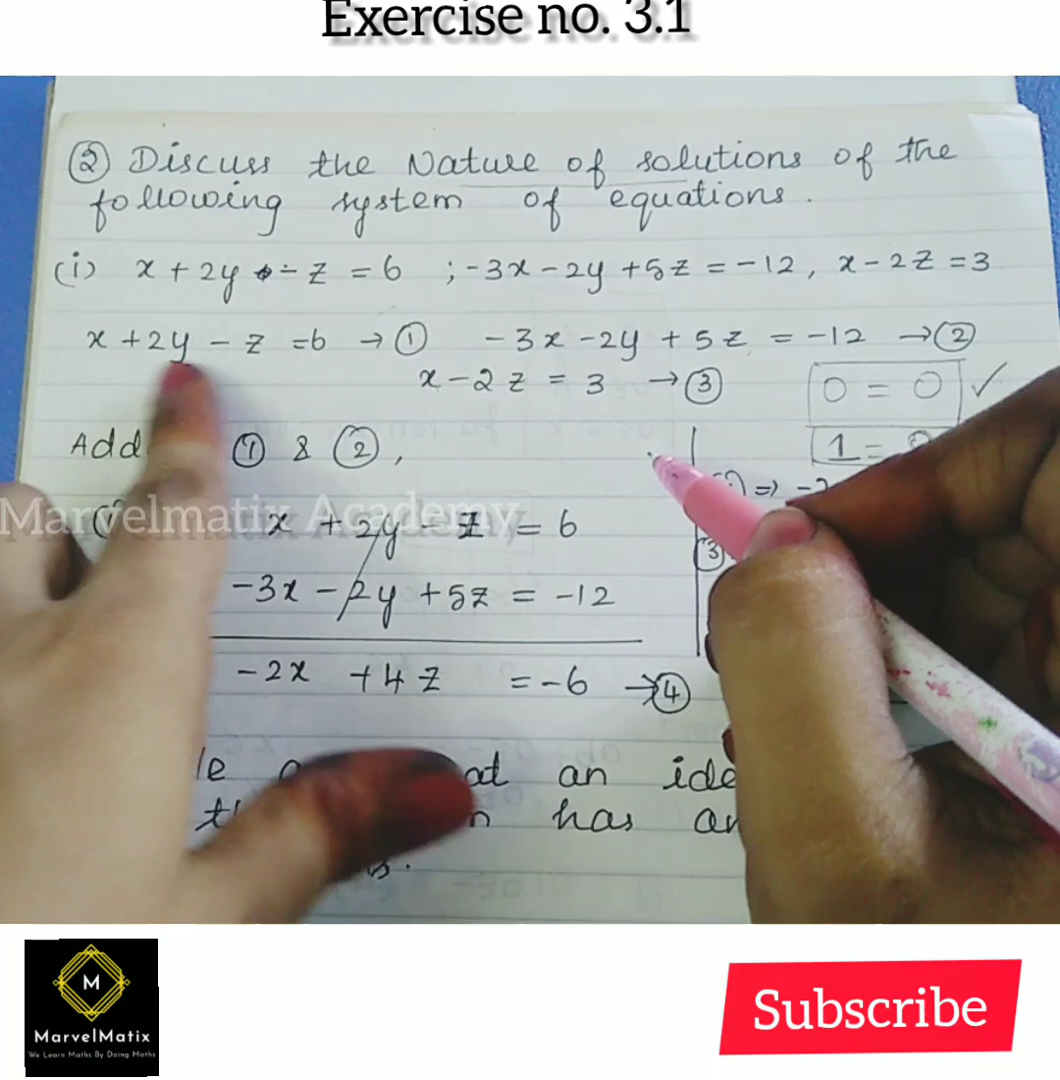 Exercise no. 3.1
② Discuss the Nature of solutions of the
following system of equations.
(i) x + 2y - z = 6 ; -3x - 2y + 5z = -12, x - 2z = 3
x + 2y - z = 6 → ① -3x - 2y + 5z = -12 → ②
x - 2z = 3 → ③
0 = 0 ✓
Add ① & ②,
1 =
⇒ -2
Marvelmatix Academy
x + 2y - z = 6
③
-3x - 2y + 5z = -12
-2x + 4z = -6 → ④
an
has
M
MarvelMatix
We Learn Maths By Doing Maths
Subscribe